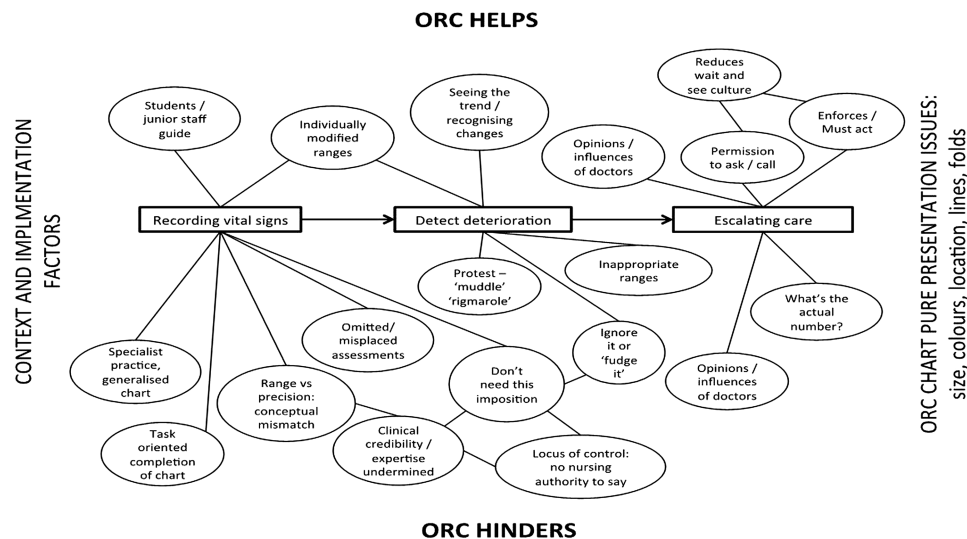 ORC HELPS
CONTEXT AND IMPLMENTATION
FACTORS
ORC CHART PURE PRESENTATION ISSUES:
size, colours, location, lines, folds
Students /
junior staff
guide
Individually
modified
ranges
Seeing the
trend /
recognising
changes
Opinions /
influences
of doctors
Reduces
wait and
see culture
Permission
to ask / call
Enforces /
Must act
Recording vital signs
Detect deterioration
Escalating care
Protest –
'muddle'
'rigmarole'
Inappropriate
ranges
What's the
actual
number?
Omitted/
misplaced
assessments
Ignore
it or
'fudge
it'
Specialist
practice,
generalised
chart
Range vs
precision:
conceptual
mismatch
Don't
need this
imposition
Opinions /
influences
of doctors
Task
oriented
completion
of chart
Clinical
credibility /
expertise
undermined
Locus of control:
no nursing
authority to say
ORC HINDERS